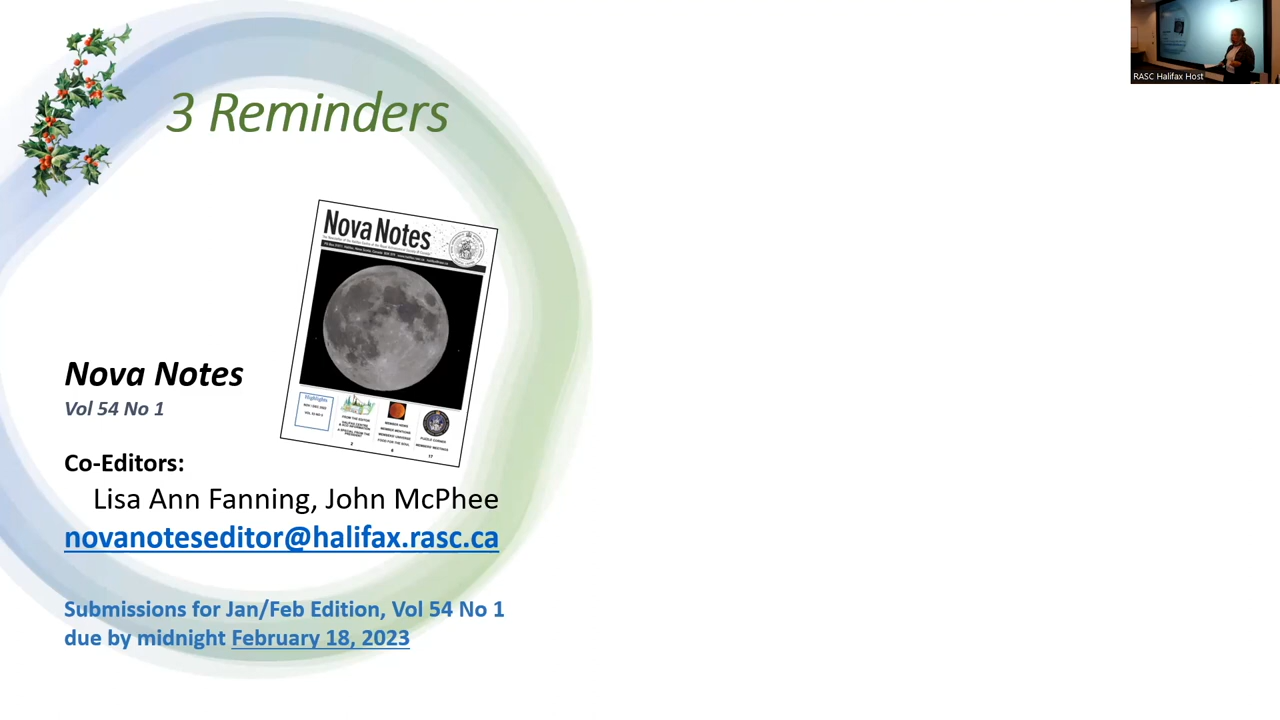 3 Reminders
RASC Halifax Host
Nova Notes
Nova Notes
Vol 54 No 1
Co-Editors:
Lisa Ann Fanning, John McPhee
novanoteseditor@halifax.rasc.ca
Submissions for Jan/Feb Edition, Vol 54 No 1
due by midnight February 18, 2023